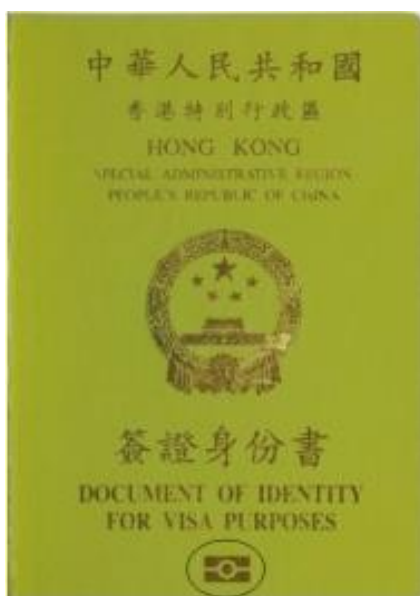 中華人民共和國
香港特別行政區
HONG KONG
SPECIAL ADMINISTRATIVE REGION
PEOPLE'S REPUBLIC OF CHINA
簽證身份書
DOCUMENT OF IDENTITY
FOR VISA PURPOSES